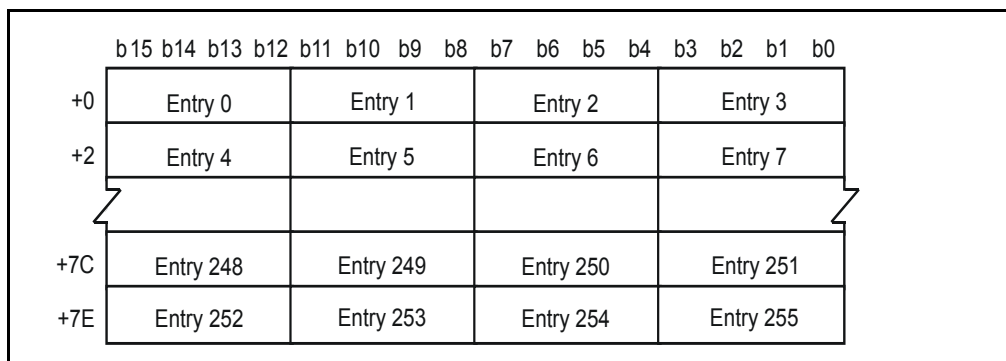 b15 b14 b13 b12 b11 b10 b9 b8 b7 b6 b5 b4 b3 b2 b1 b0
+0 Entry 0 Entry 1 Entry 2 Entry 3
+2 Entry 4 Entry 5 Entry 6 Entry 7
+7C Entry 248 Entry 249 Entry 250 Entry 251
+7E Entry 252 Entry 253 Entry 254 Entry 255